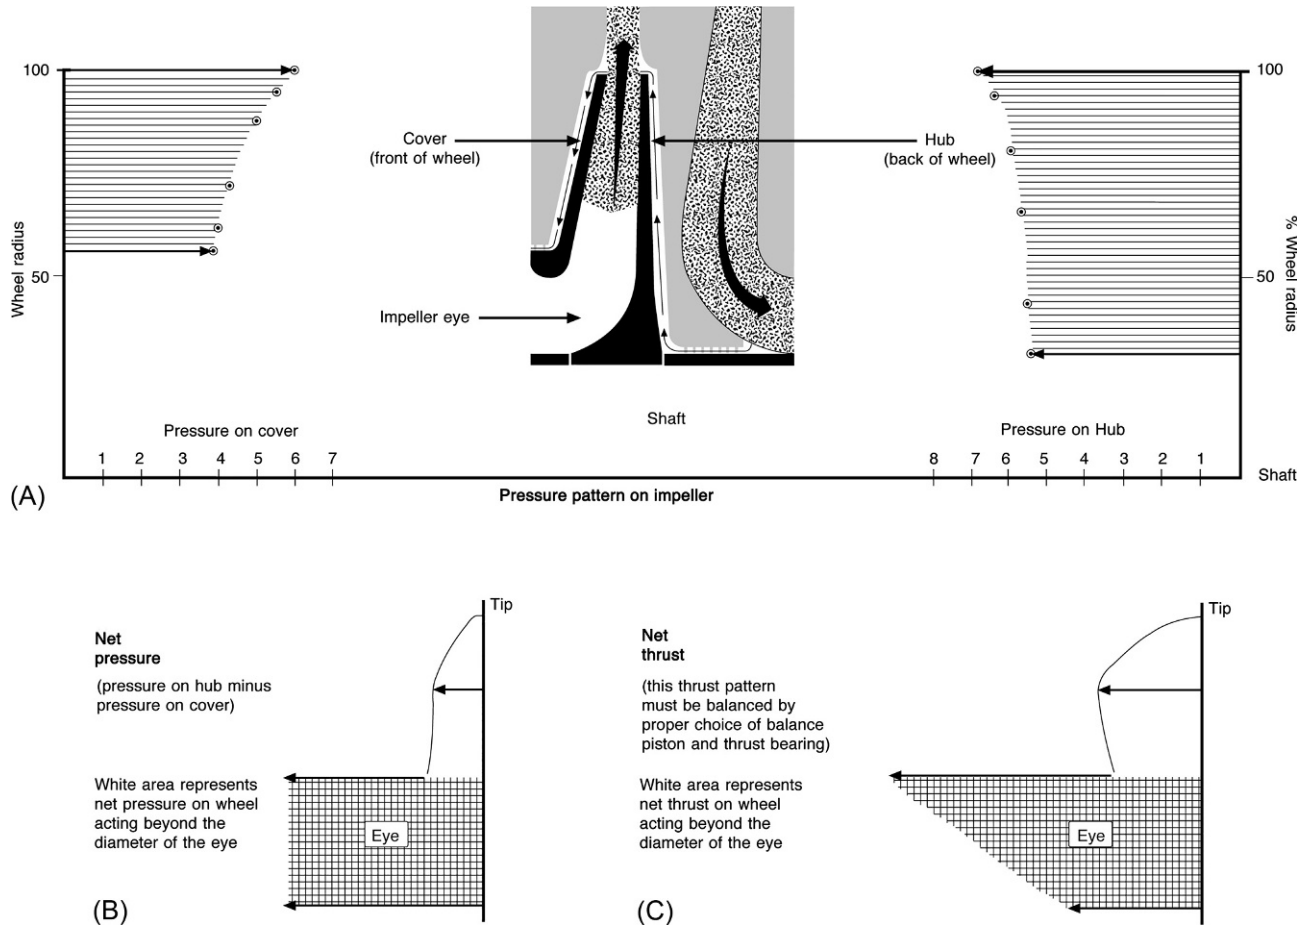 100
Wheel radius
50
Cover
(front of wheel)
Impeller eye
Hub
(back of wheel)
100
% Wheel radius
50
Shaft
Pressure on cover
1 2 3 4 5 6 7
Pressure on Hub
8 7 6 5 4 3 2 1
Shaft
(A)
Pressure pattern on impeller
Tip
Net
pressure
(pressure on hub minus
pressure on cover)
White area represents
net pressure on wheel
acting beyond the
diameter of the eye
Eye
(B)
Tip
Net
thrust
(this thrust pattern
must be balanced by
proper choice of balance
piston and thrust bearing)
White area represents
net thrust on wheel
acting beyond the
diameter of the eye
Eye
(C)